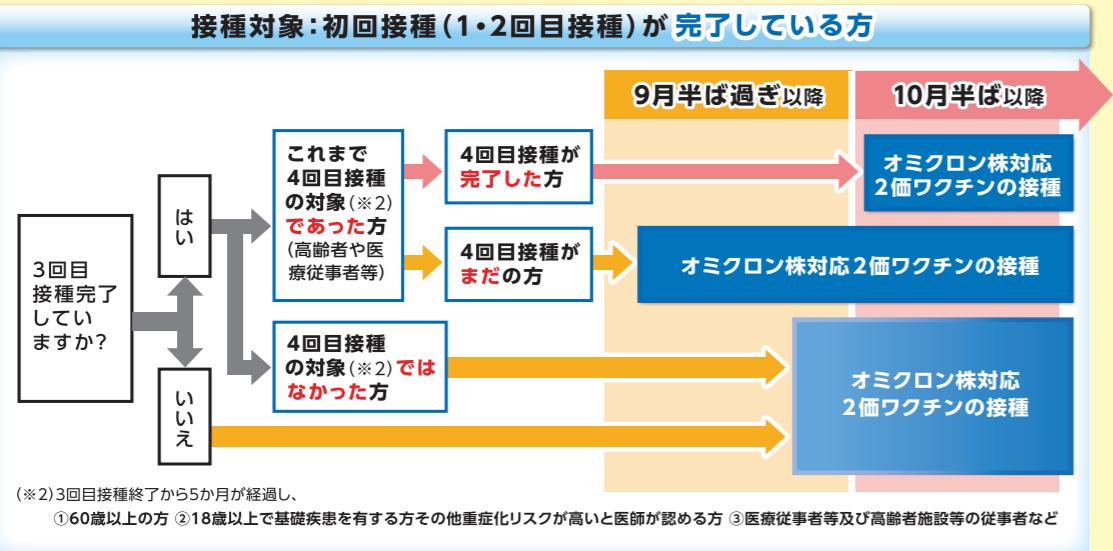 接種対象：初回接種（1・2回目接種）が 完了している方
9月半ば過ぎ以降
10月半ば以降
3回目
接種完了
してい
ますか？
はい
いいえ
これまで
4回目接種
の対象（※2）
であった方
（高齢者や医
療従事者等）
4回目接種が
完了した方
オミクロン株対応
2価ワクチンの接種
4回目接種が
まだの方
オミクロン株対応2価ワクチンの接種
4回目接種
の対象（※2）では
なかった方
オミクロン株対応
2価ワクチンの接種
（※2）3回目接種終了から5か月が経過し、
①60歳以上の方 ②18歳以上で基礎疾患を有する方その他重症化リスクが高いと医師が認める方 ③医療従事者等及び高齢者施設等の従事者など